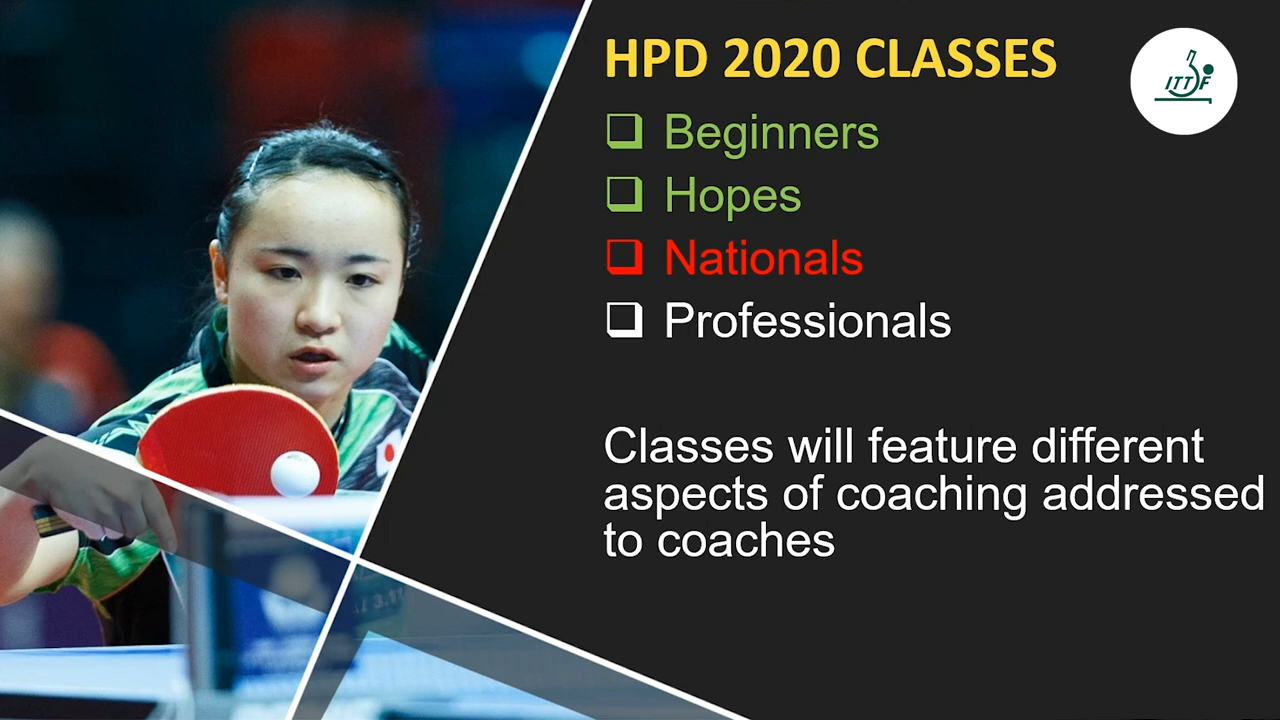 HPD 2020 CLASSES
ITTF
Beginners
Hopes
Nationals
Professionals
Classes will feature different
aspects of coaching addressed
to coaches